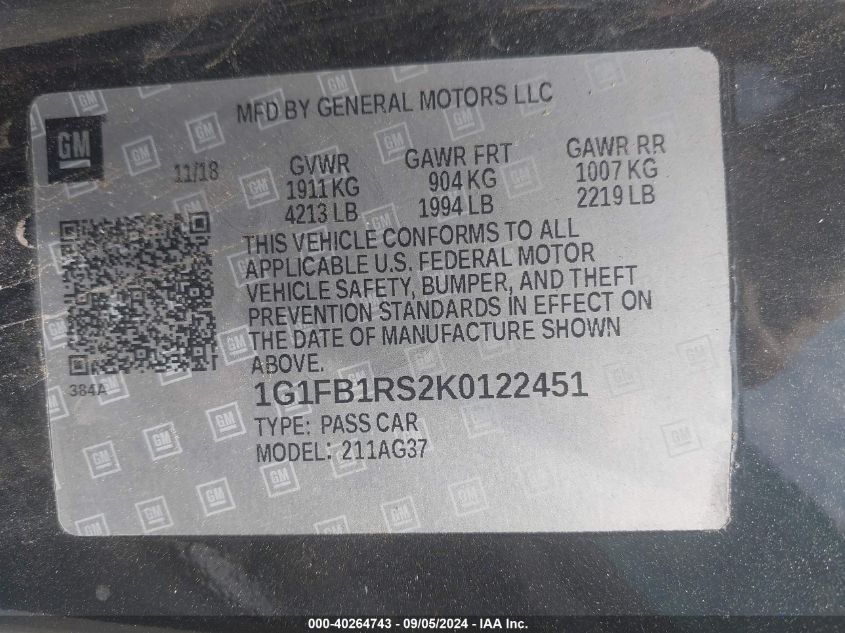 MFD BY GENERAL MOTORS LLC
GM
11/18
GVWR GAWR FRT GAWR RR
1911 KG 904 KG 1007 KG
4213 LB 1994 LB 2219 LB
THIS VEHICLE CONFORMS TO ALL
APPLICABLE U.S. FEDERAL MOTOR
VEHICLE SAFETY, BUMPER, AND THEFT
PREVENTION STANDARDS IN EFFECT ON
THE DATE OF MANUFACTURE SHOWN
ABOVE.
384A
1G1FB1RS2K0122451
TYPE: PASS CAR
MODEL: 211AG37
000-40264743 - 09/05/2024 - IAA Inc.